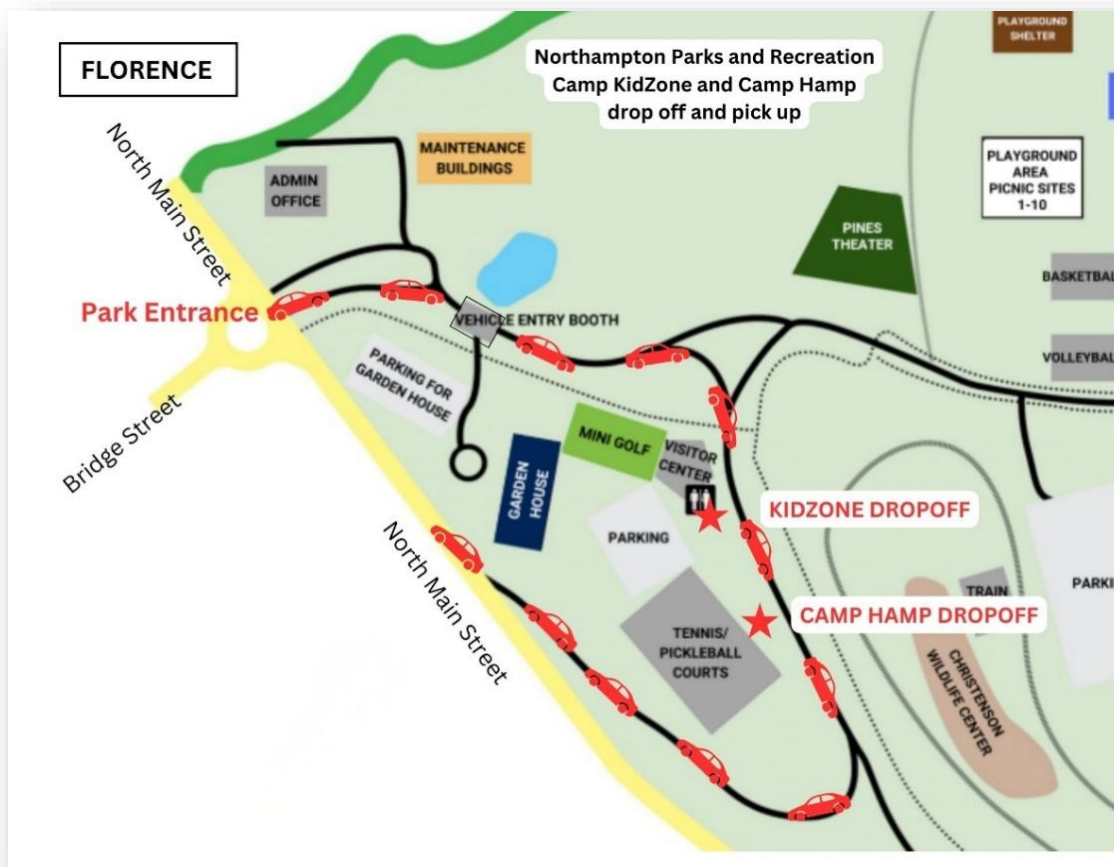 FLORENCE
Northampton Parks and Recreation
Camp KidZone and Camp Hamp
drop off and pick up
PLAYGROUND
SHELTER
North Main Street
MAINTENANCE
BUILDINGS
ADMIN
OFFICE
PLAYGROUND
AREA
PICNIC SITES
1-10
PINES
THEATER
BASKETBAL
Park Entrance
VEHICLE ENTRY BOOTH
VOLLEYBAL
PARKING FOR
GARDEN HOUSE
Bridge Street
MINI GOLF
VISITOR
CENTER
GARDEN
HOUSE
KIDZONE DROPOFF
PARKING
North Main Street
TRAIN
PARKI
CAMP HAMP DROPOFF
TENNIS/
PICKLEBALL
COURTS
CHRISTENSON
WILDLIFE CENTER